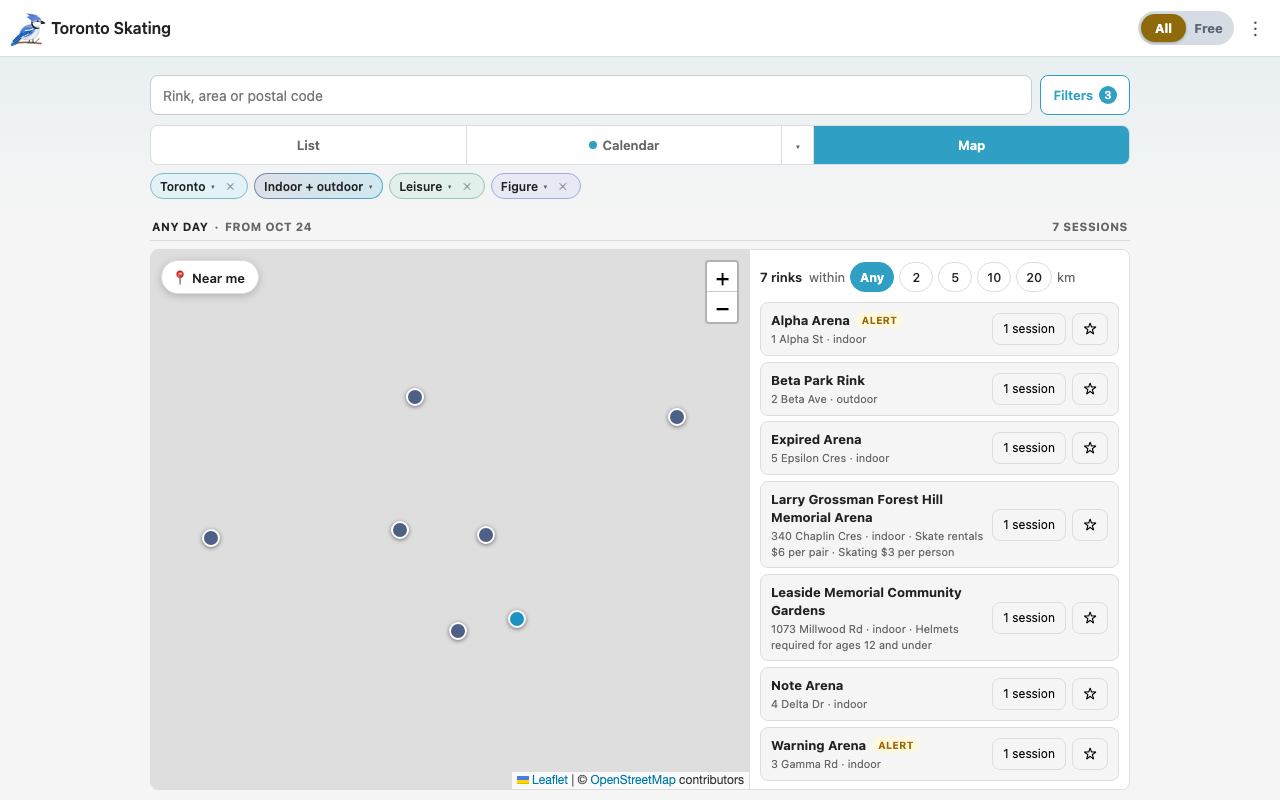 Toronto Skating
All Free
Rink, area or postal code
Filters 3
List Calendar Map
Toronto Indoor + outdoor Leisure Figure
ANY DAY · FROM OCT 24
7 SESSIONS
Near me
+
−
Leaflet | © OpenStreetMap contributors
7 rinks within Any 2 5 10 20 km
Alpha Arena ALERT
1 Alpha St · indoor
1 session
Beta Park Rink
2 Beta Ave · outdoor
1 session
Expired Arena
5 Epsilon Cres · indoor
1 session
Larry Grossman Forest Hill
Memorial Arena
340 Chaplin Cres · indoor · Skate rentals
$6 per pair · Skating $3 per person
1 session
Leaside Memorial Community
Gardens
1073 Millwood Rd · indoor · Helmets
required for ages 12 and under
1 session
Note Arena
4 Delta Dr · indoor
1 session
Warning Arena ALERT
3 Gamma Rd · indoor
1 session